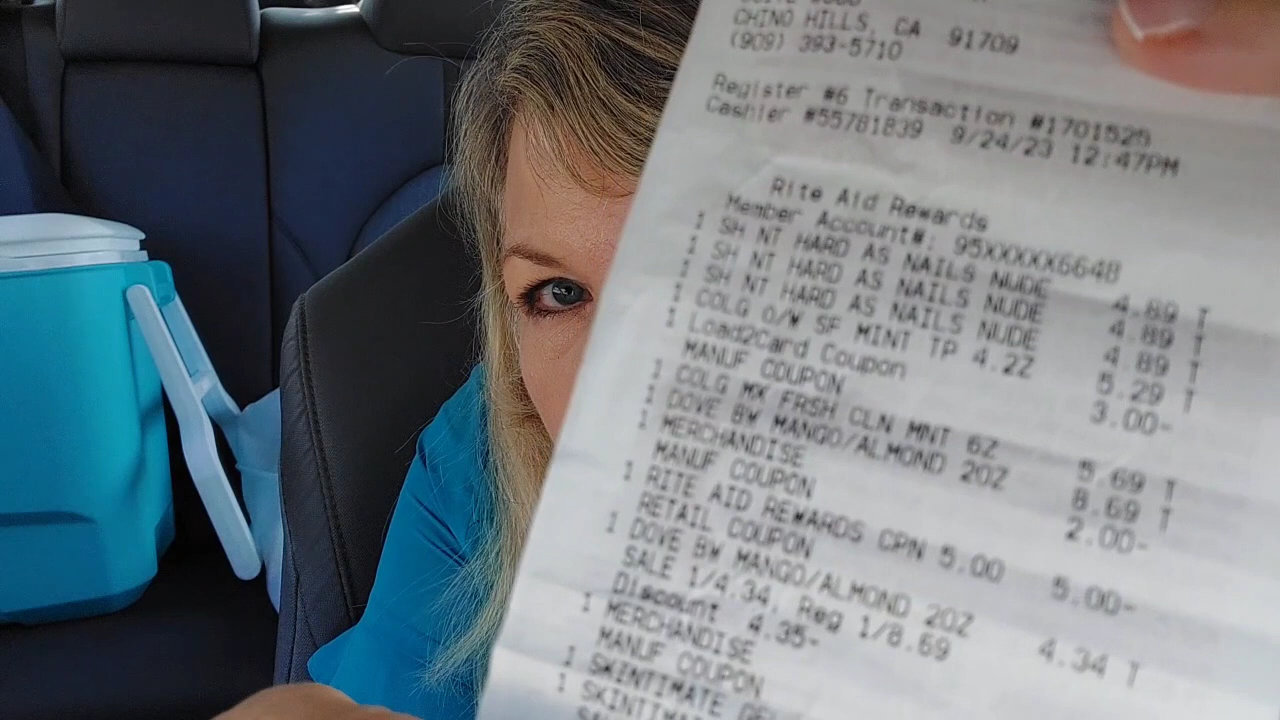 CHINO HILLS, CA 91709
(909) 393-5710
Register #6 Transaction #1701525
Cashier #55781839 9/24/23 12:47PM
Rite Aid Rewards
Member Account#: 95XXXXXX6648
1 SH NT HARD AS NAILS NUDE 4.89 T
1 SH NT HARD AS NAILS NUDE 4.89 T
1 SH NT HARD AS NAILS NUDE 4.89 T
1 COLG O/W SF MINT TP 4.2Z 5.29 T
1 Load2Card Coupon 3.00-
MANUF COUPON
1 COLG MX FRSH CLN MNT 6Z 5.69 T
1 DOVE BW MANGO/ALMOND 20Z 8.69 T
1 MERCHANDISE 2.00-
MANUF COUPON
1 RITE AID REWARDS CPN 5.00 5.00-
RETAIL COUPON
1 DOVE BW MANGO/ALMOND 20Z 4.34 T
SALE 1/4.34, Reg 1/8.69
Discount 4.35-
1 MERCHANDISE
MANUF COUPON
1 SKINTIMATE GEL
1 SKINTIMAT